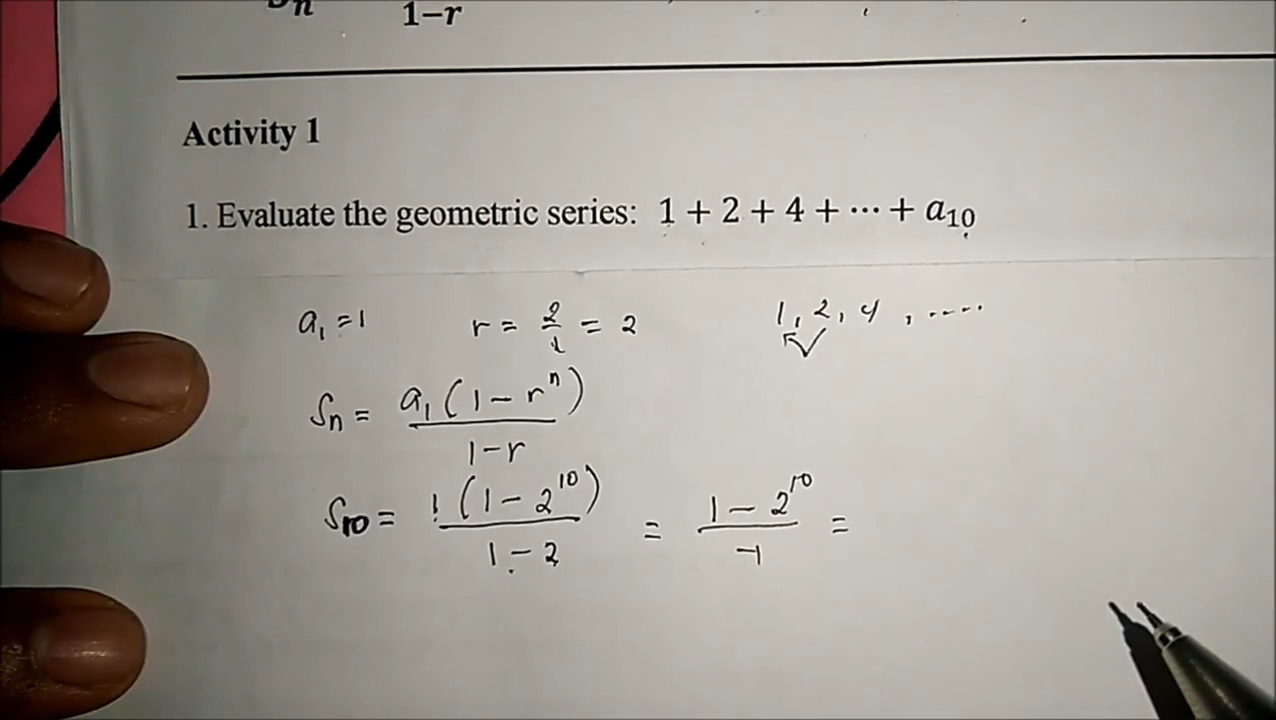 Sₙ 1−r
Activity 1
1. Evaluate the geometric series: 1 + 2 + 4 + ⋯ + a₁₀
a₁ = 1 r = 2/1 = 2 1, 2, 4 , ....
Sₙ = a₁(1 − rⁿ) / 1 − r
S₁₀ = 1(1 − 2¹⁰) / 1 − 2 = 1 − 2¹⁰ / −1 =